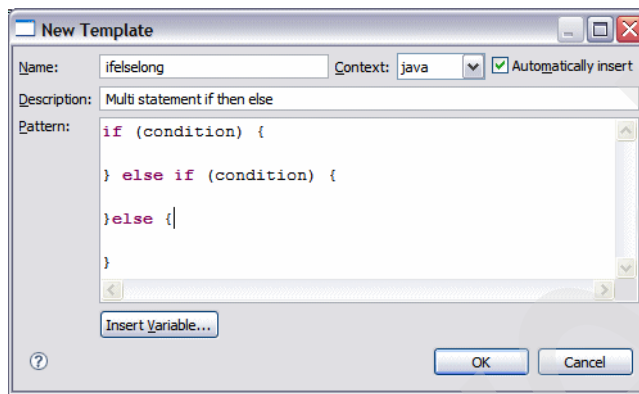 New Template
Name: ifelselong Context: java Automatically insert
Description: Multi statement if then else
Pattern: if (condition) {
} else if (condition) {
}else {
}
Insert Variable...
? OK Cancel